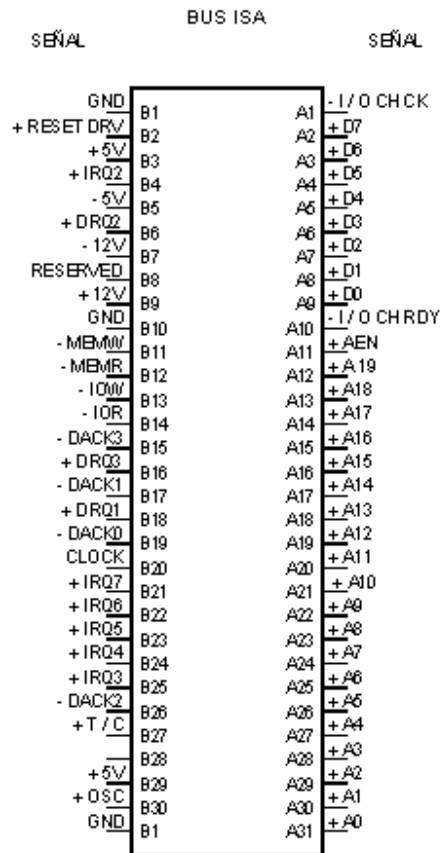 BUS ISA
SEÑAL SEÑAL
GND B1 A1 - I / O CHCK
+ RESET DRV B2 A2 + D7
+ 5V B3 A3 + D6
+ IRQ2 B4 A4 + D5
- 5V B5 A5 + D4
+ DRQ2 B6 A6 + D3
- 12V B7 A7 + D2
RESERVED B8 A8 + D1
+ 12V B9 A9 + D0
GND B10 A10 - I / O CHRDY
- MEMW B11 A11 + AEN
- MEMR B12 A12 + A19
- IOW B13 A13 + A18
- IOR B14 A14 + A17
- DACK3 B15 A15 + A16
+ DRQ3 B16 A16 + A15
- DACK1 B17 A17 + A14
+ DRQ1 B18 A18 + A13
- DACK0 B19 A19 + A12
CLOCK B20 A20 + A11
+ IRQ7 B21 A21 + A10
+ IRQ6 B22 A22 + A9
+ IRQ5 B23 A23 + A8
+ IRQ4 B24 A24 + A7
+ IRQ3 B25 A25 + A6
- DACK2 B26 A26 + A5
+ T / C B27 A27 + A4
B28 A28 + A3
+ 5V B29 A29 + A2
+ OSC B30 A30 + A1
GND B1 A31 + A0